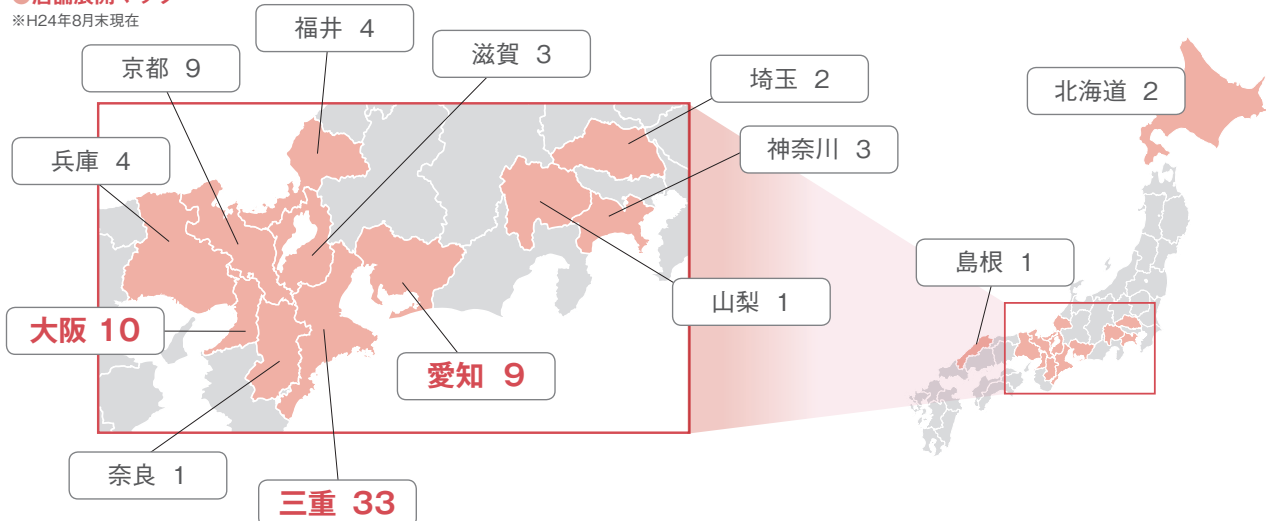 ※H24年8月末現在
福井 4
滋賀 3
京都 9
埼玉 2
北海道 2
神奈川 3
兵庫 4
島根 1
山梨 1
大阪 10
愛知 9
奈良 1
三重 33